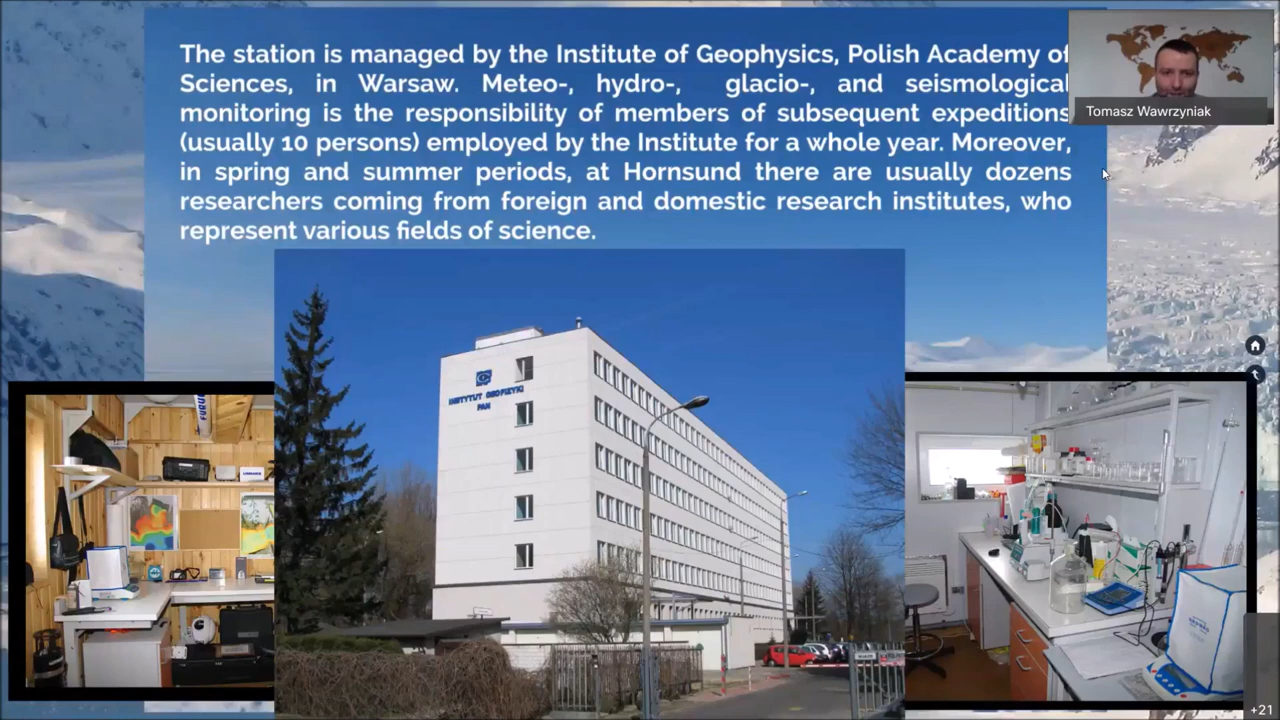 The station is managed by the Institute of Geophysics, Polish Academy of
Sciences, in Warsaw. Meteo-, hydro-, glacio-, and seismological
monitoring is the responsibility of members of subsequent expeditions
(usually 10 persons) employed by the Institute for a whole year. Moreover,
in spring and summer periods, at Hornsund there are usually dozens
researchers coming from foreign and domestic research institutes, who
represent various fields of science.
Tomasz Wawrzyniak
INSTYTUT GEOFIZYKI
PAN
+21